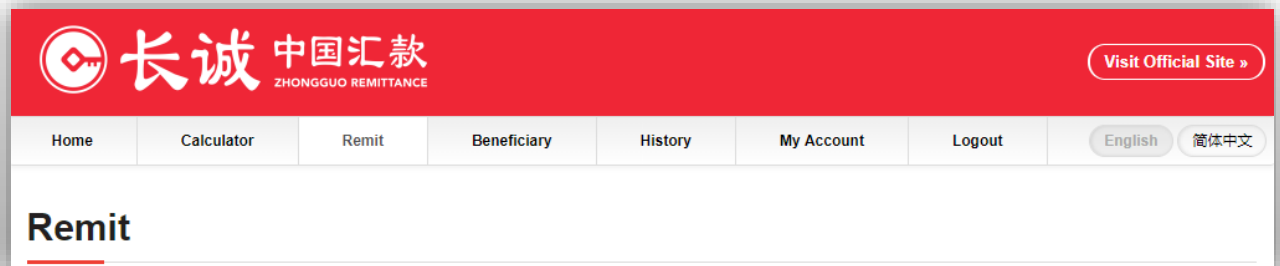 长诚 中国汇款
ZHONGGUO REMITTANCE
Visit Official Site »
Home Calculator Remit Beneficiary History My Account Logout English 简体中文
Remit